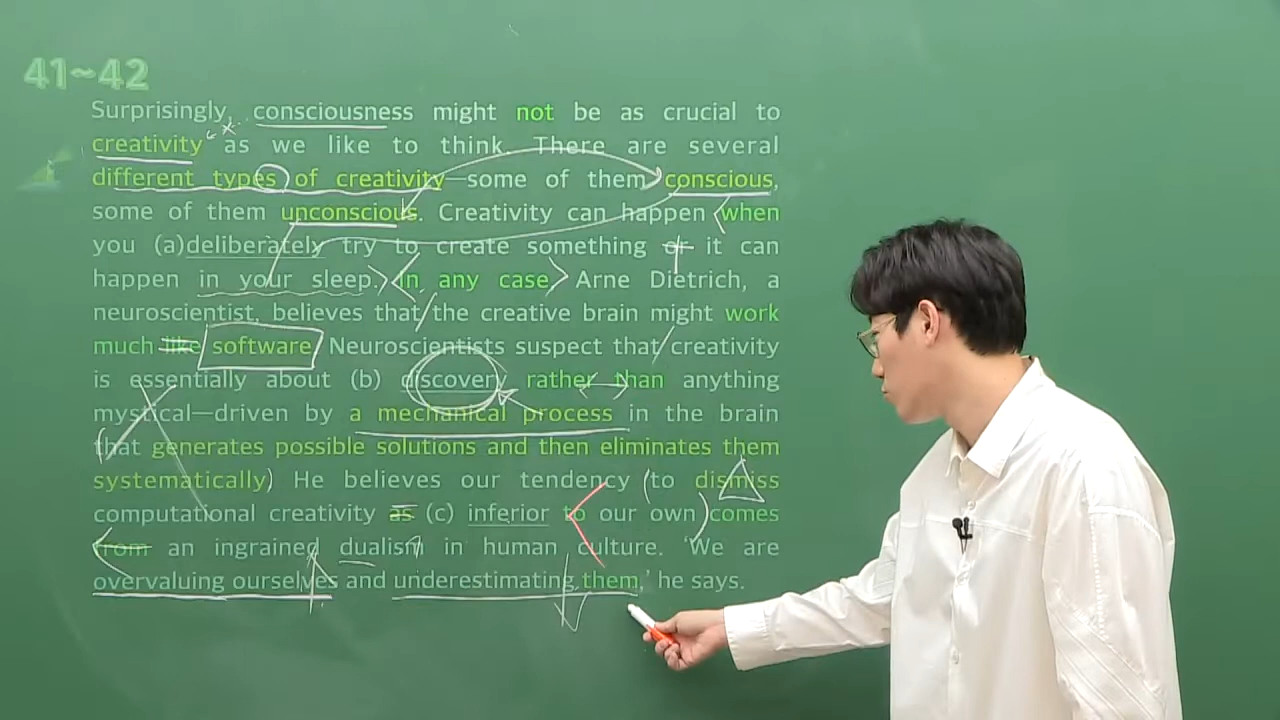 41~42
Surprisingly, consciousness might not be as crucial to
creativity as we like to think. There are several
different types of creativity—some of them conscious,
some of them unconscious. Creativity can happen when
you (a)deliberately try to create something or it can
happen in your sleep. In any case, Arne Dietrich, a
neuroscientist, believes that the creative brain might work
much like software. Neuroscientists suspect that creativity
is essentially about (b) discovery rather than anything
mystical—driven by a mechanical process in the brain
that generates possible solutions and then eliminates them
systematically. He believes our tendency to dismiss
computational creativity as (c) inferior to our own comes
from an ingrained dualism in human culture. 'We are
overvaluing ourselves and underestimating them,' he says.